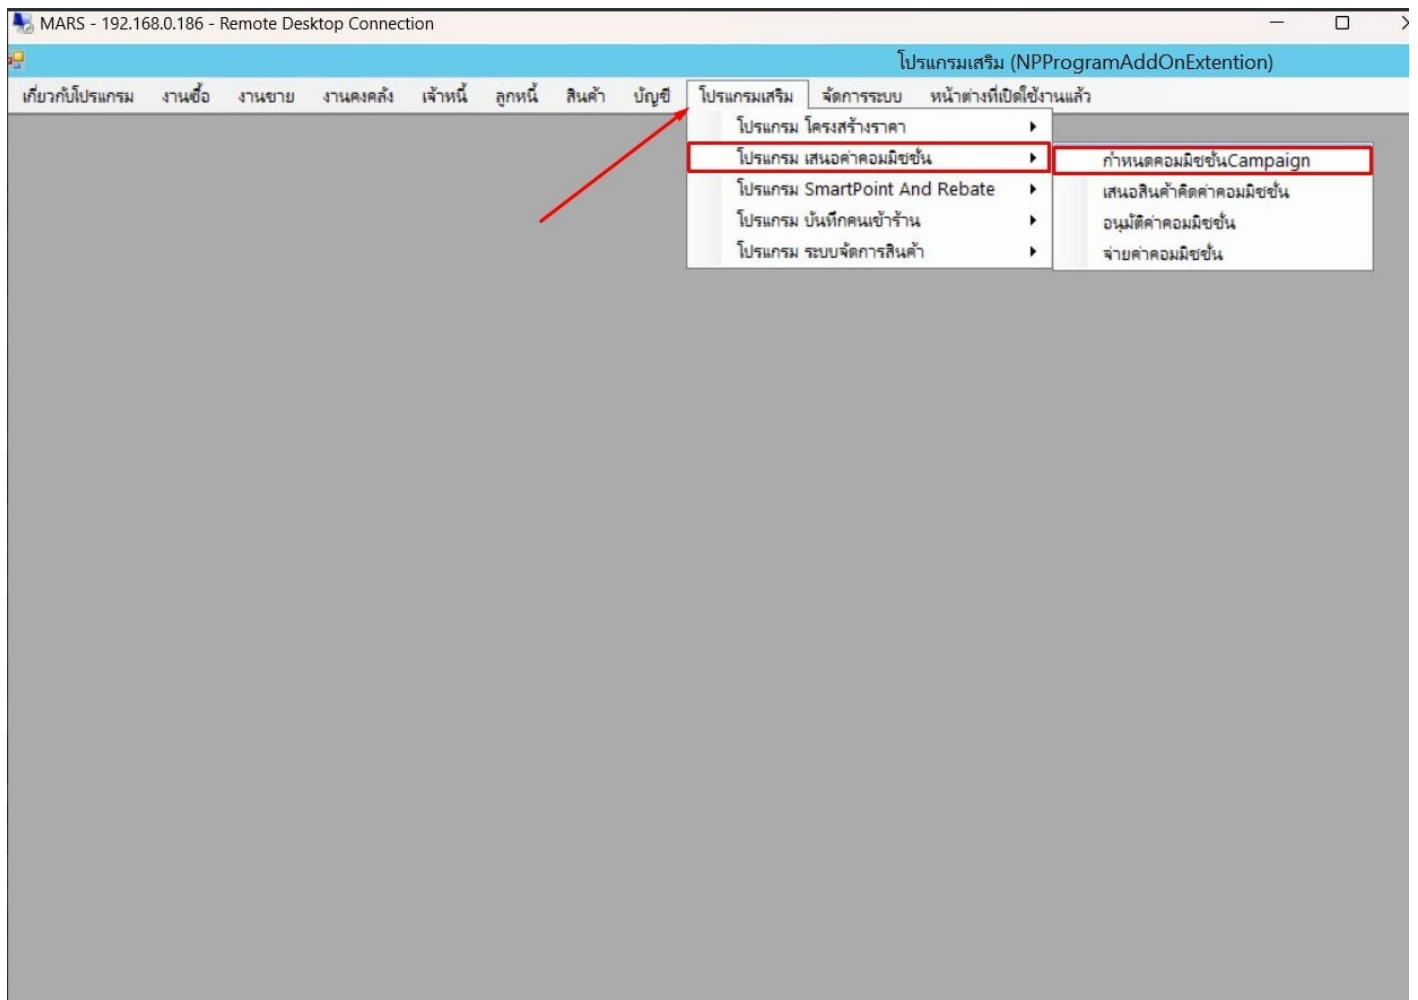 MARS - 192.168.0.186 - Remote Desktop Connection
โปรแกรมเสริม (NPProgramAddOnExtention)
เกี่ยวกับโปรแกรม งานซื้อ งานขาย งานคงคลัง เจ้าหนี้ ลูกหนี้ สินค้า บัญชี โปรแกรมเสริม จัดการระบบ หน้าต่างที่เปิดใช้งานแล้ว
โปรแกรม โครงสร้างราคา
โปรแกรม เสนอค่าคอมมิชชั่น
โปรแกรม SmartPoint And Rebate
โปรแกรม บันทึกคนเข้าร้าน
โปรแกรม ระบบจัดการสินค้า
กำหนดคอมมิชชั่นCampaign
เสนอสินค้าคิดค่าคอมมิชชั่น
อนุมัติค่าคอมมิชชั่น
จ่ายค่าคอมมิชชั่น